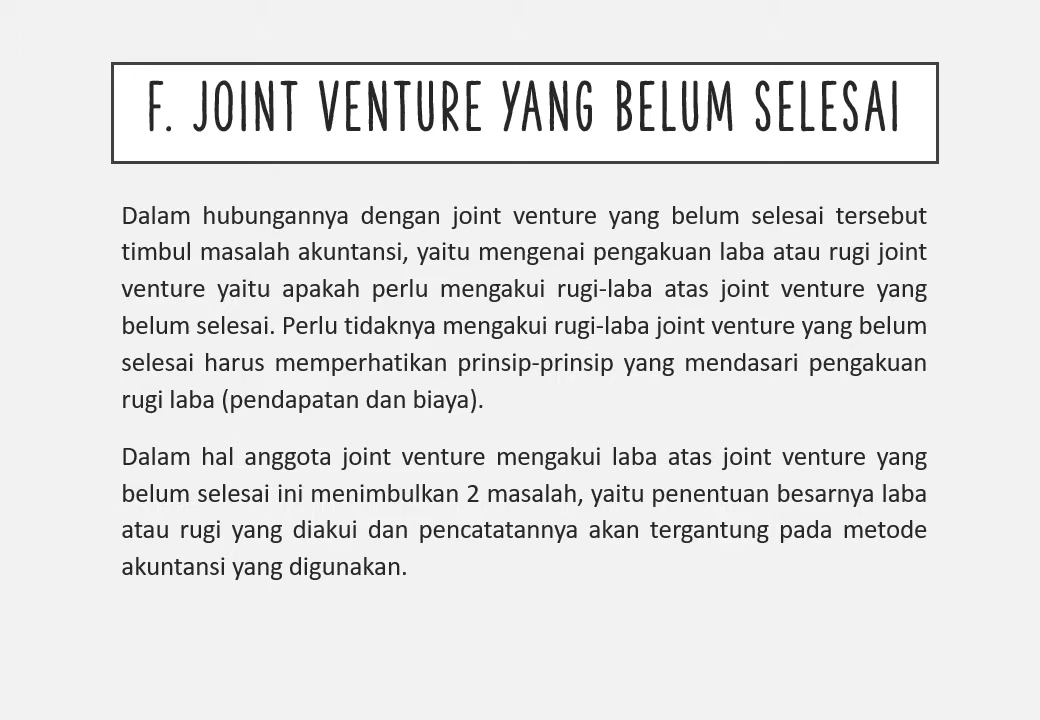 F. JOINT VENTURE YANG BELUM SELESAI
Dalam hubungannya dengan joint venture yang belum selesai tersebut
timbul masalah akuntansi, yaitu mengenai pengakuan laba atau rugi joint
venture yaitu apakah perlu mengakui rugi-laba atas joint venture yang
belum selesai. Perlu tidaknya mengakui rugi-laba joint venture yang belum
selesai harus memperhatikan prinsip-prinsip yang mendasari pengakuan
rugi laba (pendapatan dan biaya).
Dalam hal anggota joint venture mengakui laba atas joint venture yang
belum selesai ini menimbulkan 2 masalah, yaitu penentuan besarnya laba
atau rugi yang diakui dan pencatatannya akan tergantung pada metode
akuntansi yang digunakan.